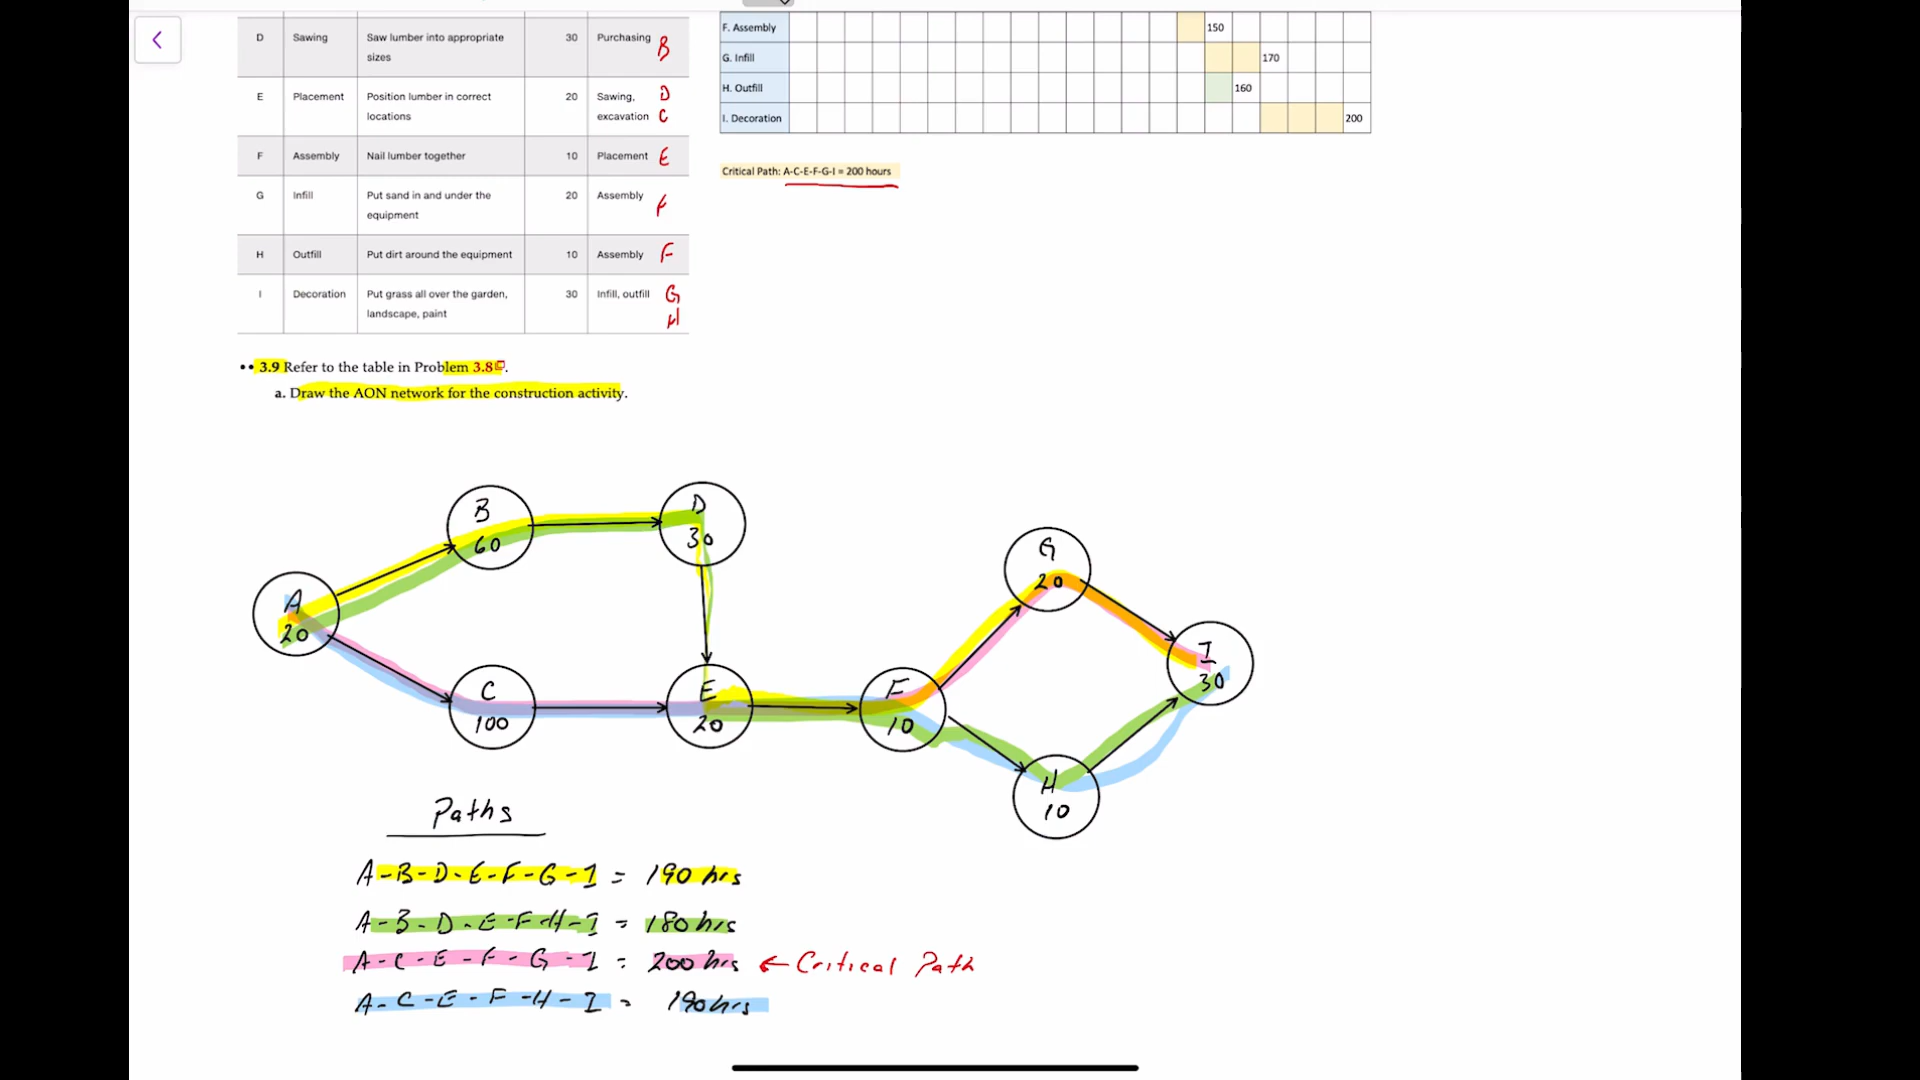 D Sawing Saw lumber into appropriate sizes 30 Purchasing B
E Placement Position lumber in correct locations 20 Sawing, excavation D C
F Assembly Nail lumber together 10 Placement E
G Infill Put sand in and under the equipment 20 Assembly F
H Outfill Put dirt around the equipment 10 Assembly F
I Decoration Put grass all over the garden, landscape, paint 30 Infill, outfill G H
F. Assembly 150
G. Infill 170
H. Outfill 160
I. Decoration 200
Critical Path: A-C-E-F-G-I = 200 hours
•• 3.9 Refer to the table in Problem 3.8.
a. Draw the AON network for the construction activity.
B 60
D 30
G 20
A 20
I 30
C 100
E 20
F 10
H 10
Paths
A-B-D-E-F-G-I = 190 hrs
A-B-D-E-F-H-I = 180 hrs
A-C-E-F-G-I = 200 hrs ← Critical Path
A-C-E-F-H-I = 190 hrs